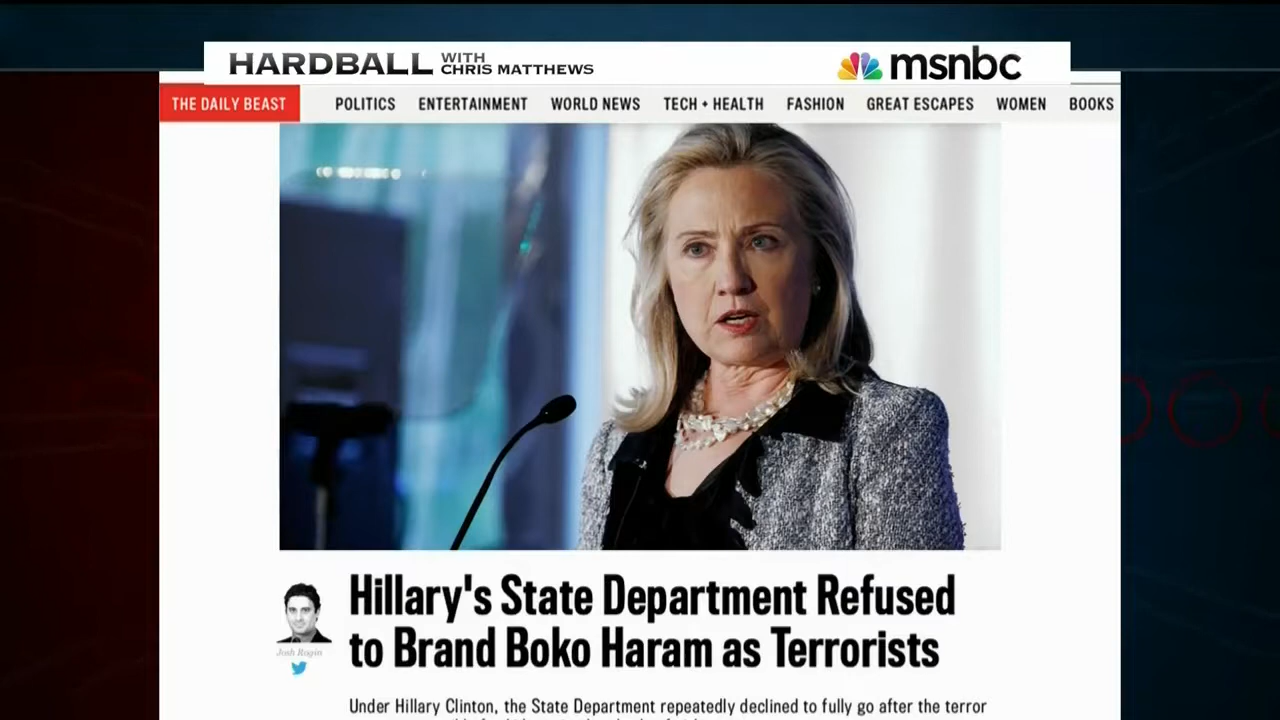 HARDBALL WITH CHRIS MATTHEWS
msnbc
THE DAILY BEAST POLITICS ENTERTAINMENT WORLD NEWS TECH + HEALTH FASHION GREAT ESCAPES WOMEN BOOKS
Hillary's State Department Refused
to Brand Boko Haram as Terrorists
Josh Rogin
Under Hillary Clinton, the State Department repeatedly declined to fully go after the terror